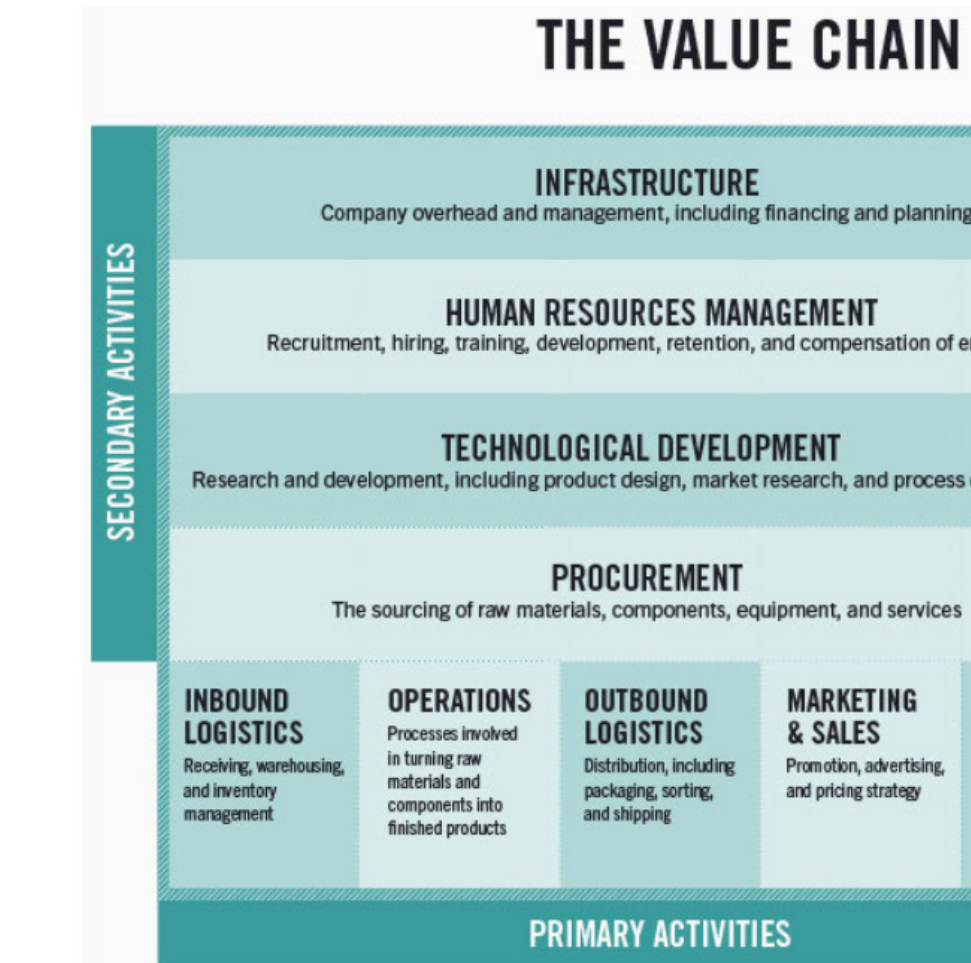 THE VALUE CHAIN
SECONDARY ACTIVITIES
INFRASTRUCTURE
Company overhead and management, including financing and planning
HUMAN RESOURCES MANAGEMENT
Recruitment, hiring, training, development, retention, and compensation of
TECHNOLOGICAL DEVELOPMENT
Research and development, including product design, market research, and process
PROCUREMENT
The sourcing of raw materials, components, equipment, and services
INBOUND
LOGISTICS
Receiving, warehousing,
and inventory
management
OPERATIONS
Processes involved
in turning raw
materials and
components into
finished products
OUTBOUND
LOGISTICS
Distribution, including
packaging, sorting,
and shipping
MARKETING
& SALES
Promotion, advertising,
and pricing strategy
PRIMARY ACTIVITIES